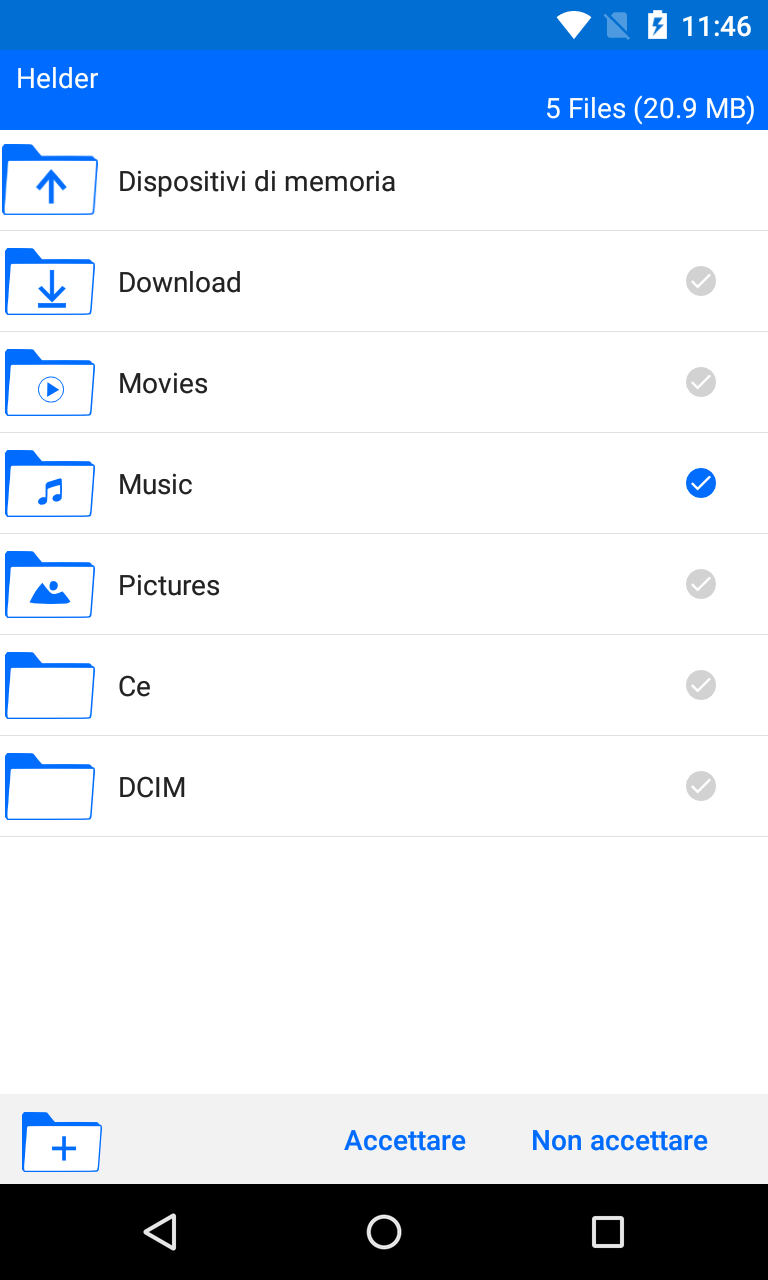 11:46
Helder
5 Files (20.9 MB)
Dispositivi di memoria
Download
Movies
Music
Pictures
Ce
DCIM
Accettare Non accettare